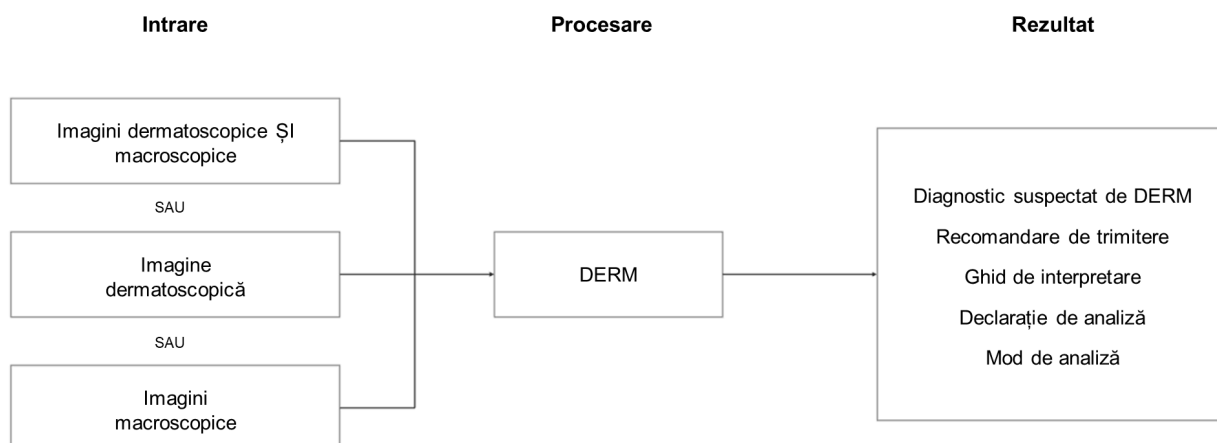 Intrare
Procesare
Rezultat
Imagini dermatoscopice ȘI
macroscopice
SAU
Imagine
dermatoscopică
SAU
Imagini
macroscopice
DERM
Diagnostic suspectat de DERM
Recomandare de trimitere
Ghid de interpretare
Declarație de analiză
Mod de analiză